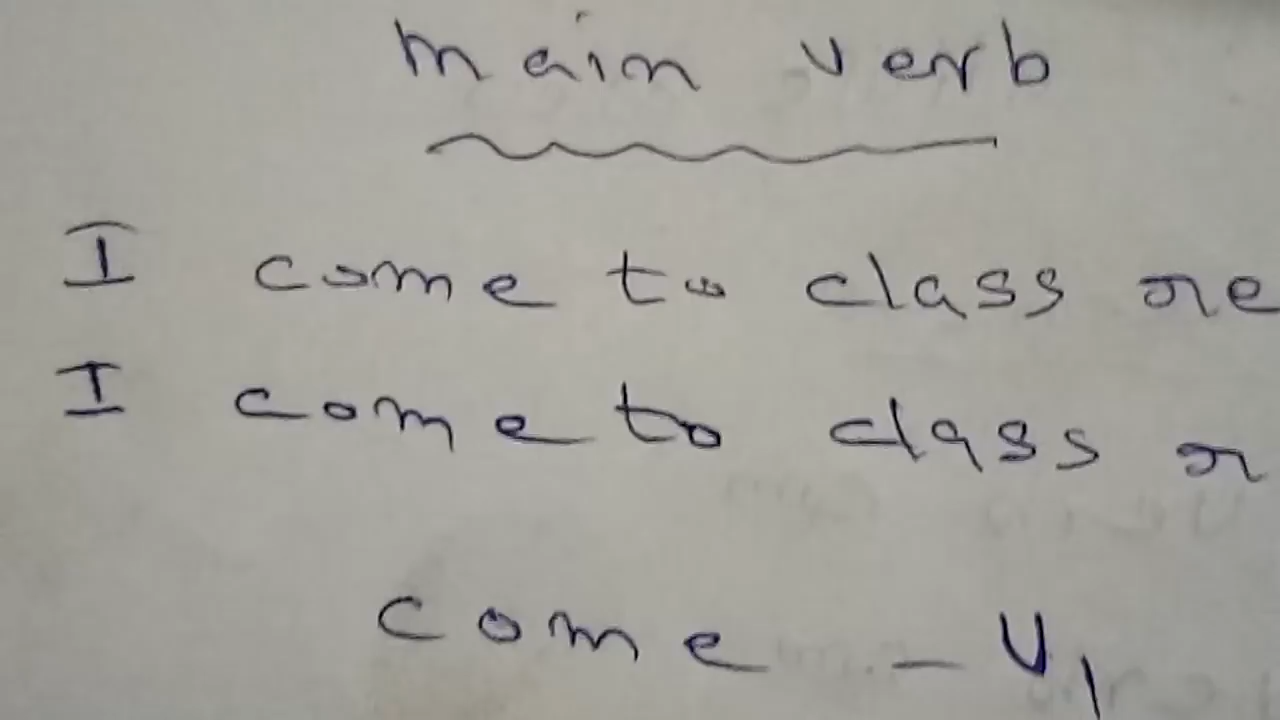 main verb
I come to class re
I come to class r
come - V1